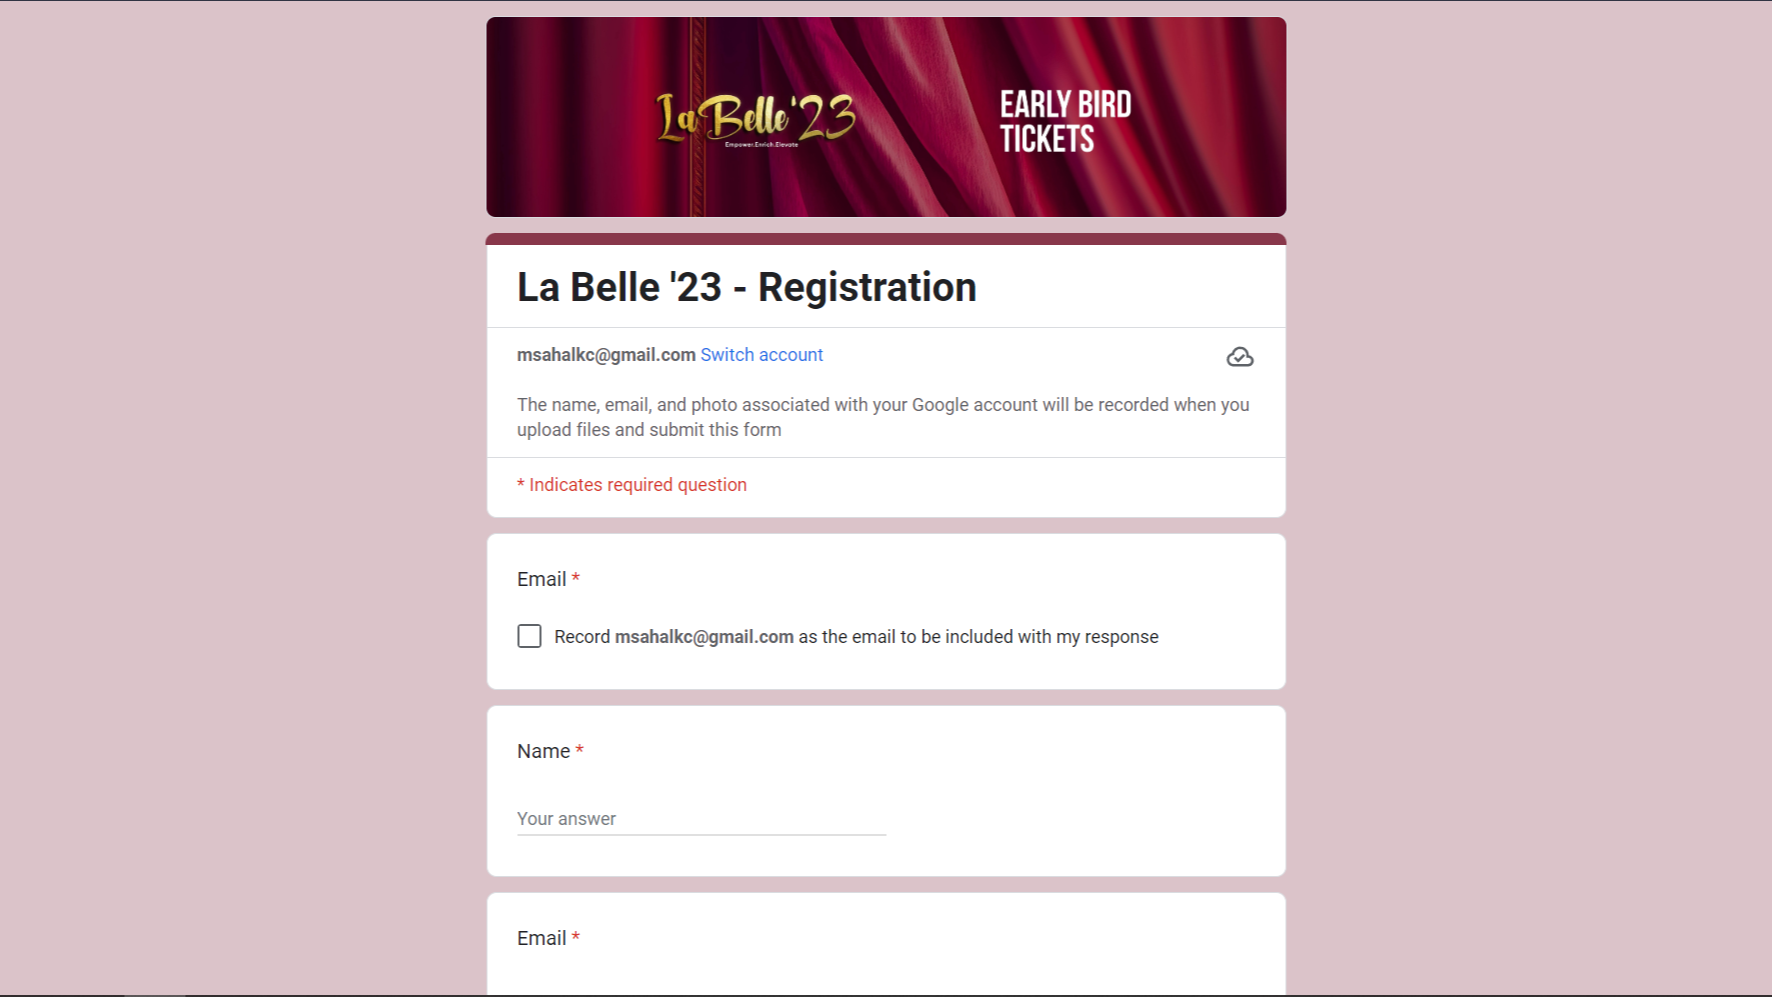 La Belle '23
Empower.Enrich.Elevate
EARLY BIRD
TICKETS
La Belle '23 - Registration
msahalkc@gmail.com Switch account
The name, email, and photo associated with your Google account will be recorded when you
upload files and submit this form
* Indicates required question
Email *
Record msahalkc@gmail.com as the email to be included with my response
Name *
Your answer
Email *